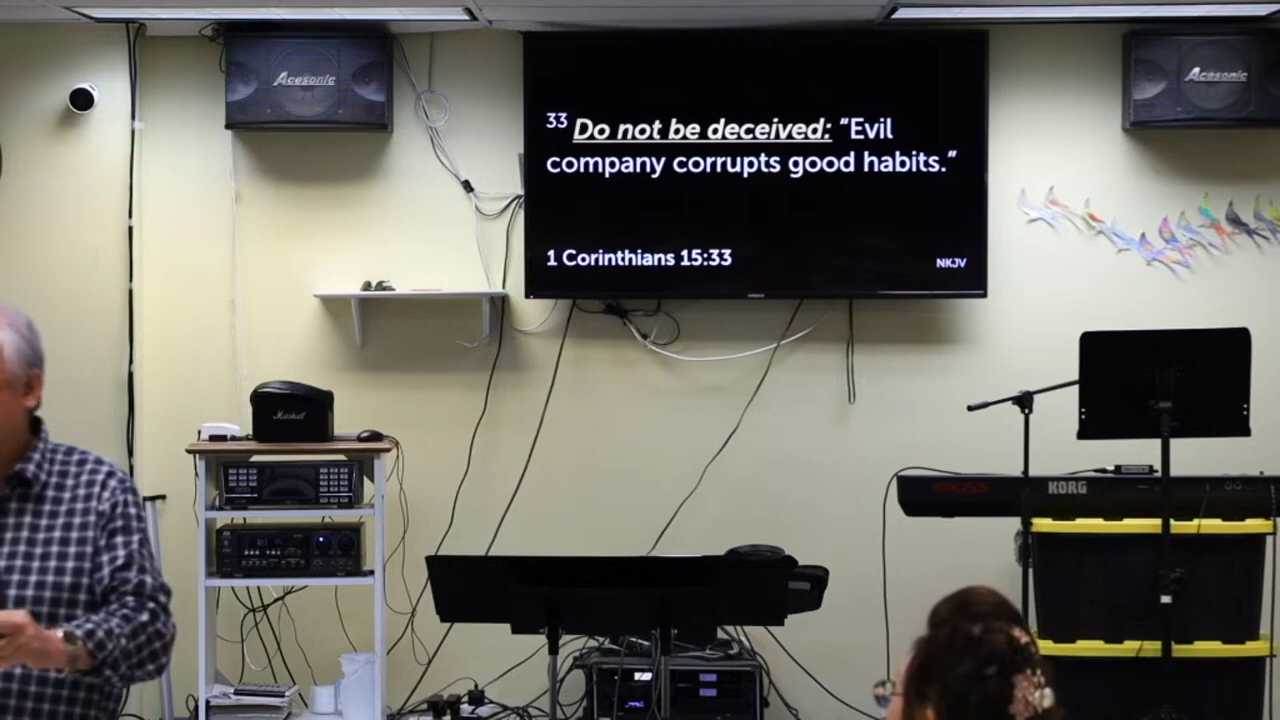 Acesonic
33 Do not be deceived: “Evil
company corrupts good habits.”
1 Corinthians 15:33
NKJV
Acesonic
Marshall
KORG